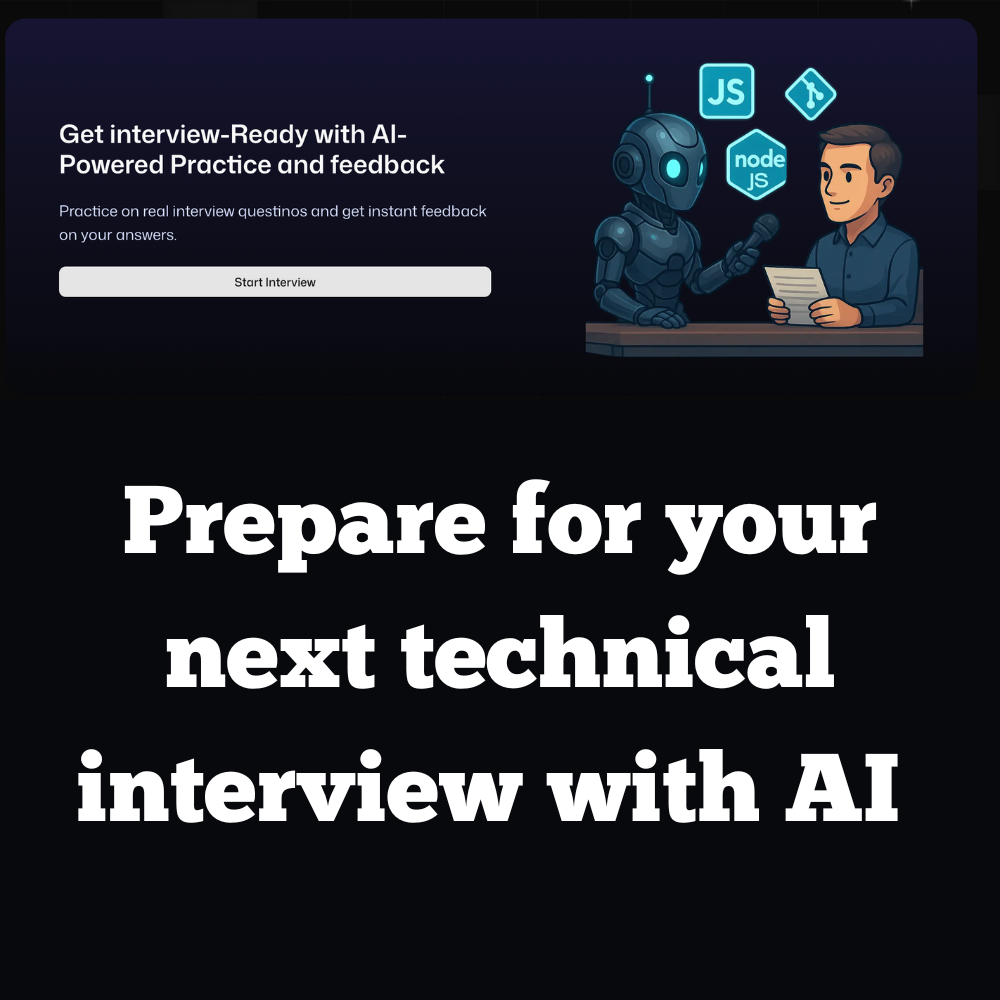 Get interview-Ready with AI-
Powered Practice and feedback
Practice on real interview questinos and get instant feedback
on your answers.
Start Interview
JS
node
JS
Prepare for your
next technical
interview with AI